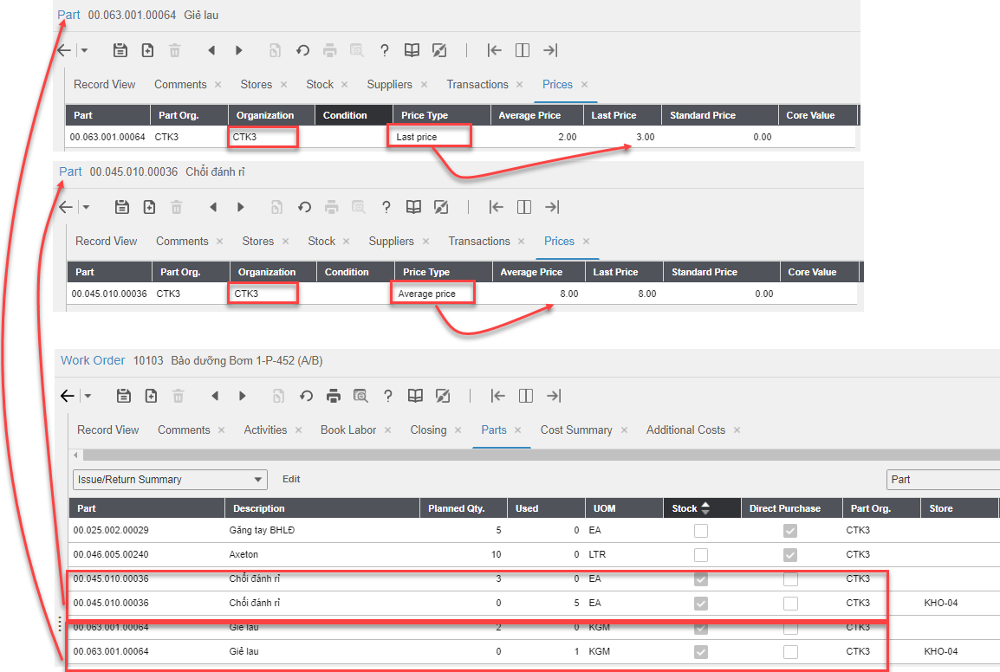 Part 00.063.001.00064 Giẻ lau
Record View Comments × Stores × Stock × Suppliers × Transactions × Prices ×
Part Part Org. Organization Condition Price Type Average Price Last Price Standard Price Core Value
00.063.001.00064 CTK3 CTK3 Last price 2.00 3.00 0.00
Part 00.045.010.00036 Chổi đánh rỉ
Record View Comments × Stores × Stock × Suppliers × Transactions × Prices ×
Part Part Org. Organization Condition Price Type Average Price Last Price Standard Price Core Value
00.045.010.00036 CTK3 CTK3 Average price 8.00 8.00 0.00
Work Order 10103 Bảo dưỡng Bơm 1-P-452 (A/B)
Record View Comments × Activities × Book Labor × Closing × Parts × Cost Summary × Additional Costs ×
Issue/Return Summary Edit Part
Part Description Planned Qty. Used UOM Stock Direct Purchase Part Org. Store
00.025.002.00029 Găng tay BHLĐ 5 0 EA CTK3
00.046.005.00240 Axeton 10 0 LTR CTK3
00.045.010.00036 Chổi đánh rỉ 3 0 EA CTK3
00.045.010.00036 Chổi đánh rỉ 0 5 EA CTK3 KHO-04
00.063.001.00064 Giẻ lau 2 0 KGM CTK3
00.063.001.00064 Giẻ lau 0 1 KGM CTK3 KHO-04